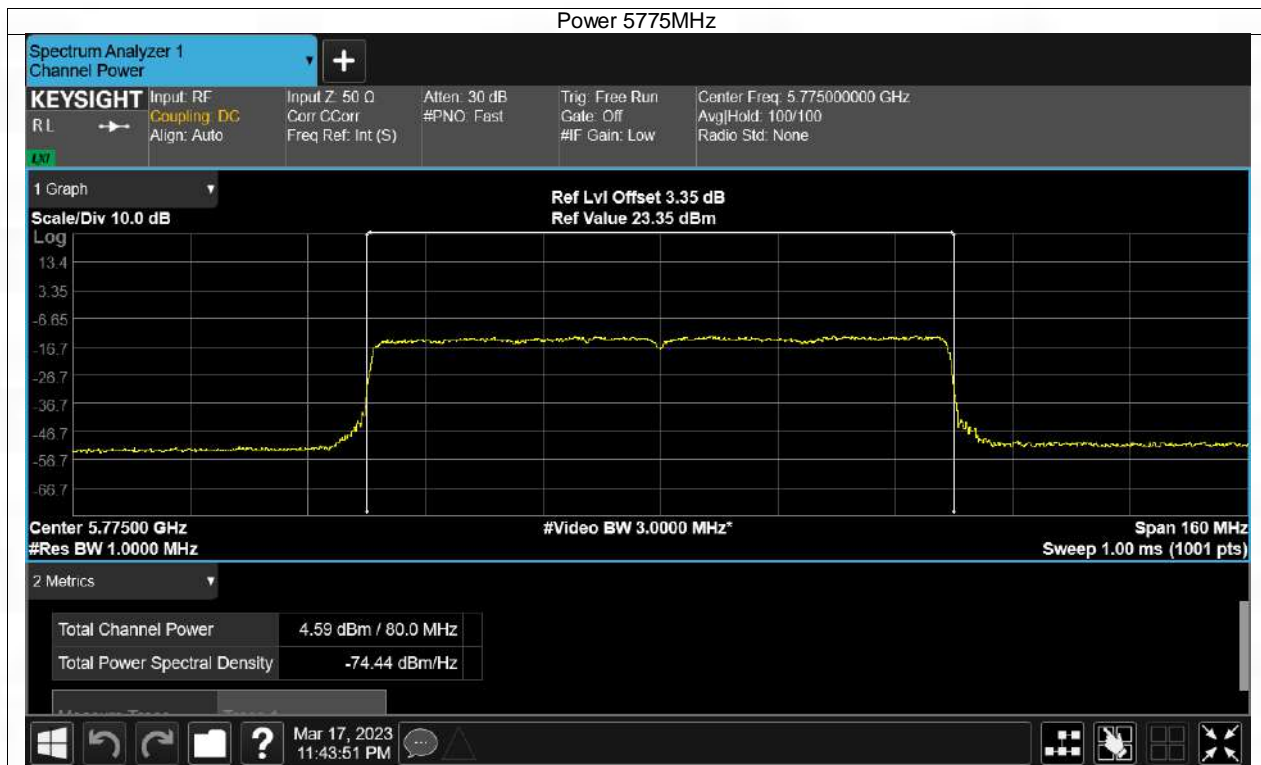 Power 5775MHz
Spectrum Analyzer 1
Channel Power
+
KEYSIGHT
RL
LXI
Input: RF
Coupling: DC
Align: Auto
Input Z: 50 Ω
Corr CCorr
Freq Ref: Int (S)
Atten: 30 dB
#PNO: Fast
Trig: Free Run
Gate: Off
#IF Gain: Low
Center Freq: 5.775000000 GHz
Avg|Hold: 100/100
Radio Std: None
1 Graph
Scale/Div 10.0 dB
Ref Lvl Offset 3.35 dB
Ref Value 23.35 dBm
Log
13.4
3.35
-6.65
-16.7
-26.7
-36.7
-46.7
-56.7
-66.7
Center 5.77500 GHz
#Video BW 3.0000 MHz*
Span 160 MHz
#Res BW 1.0000 MHz
Sweep 1.00 ms (1001 pts)
2 Metrics
Total Channel Power 4.59 dBm / 80.0 MHz
Total Power Spectral Density -74.44 dBm/Hz
?
Mar 17, 2023
11:43:51 PM